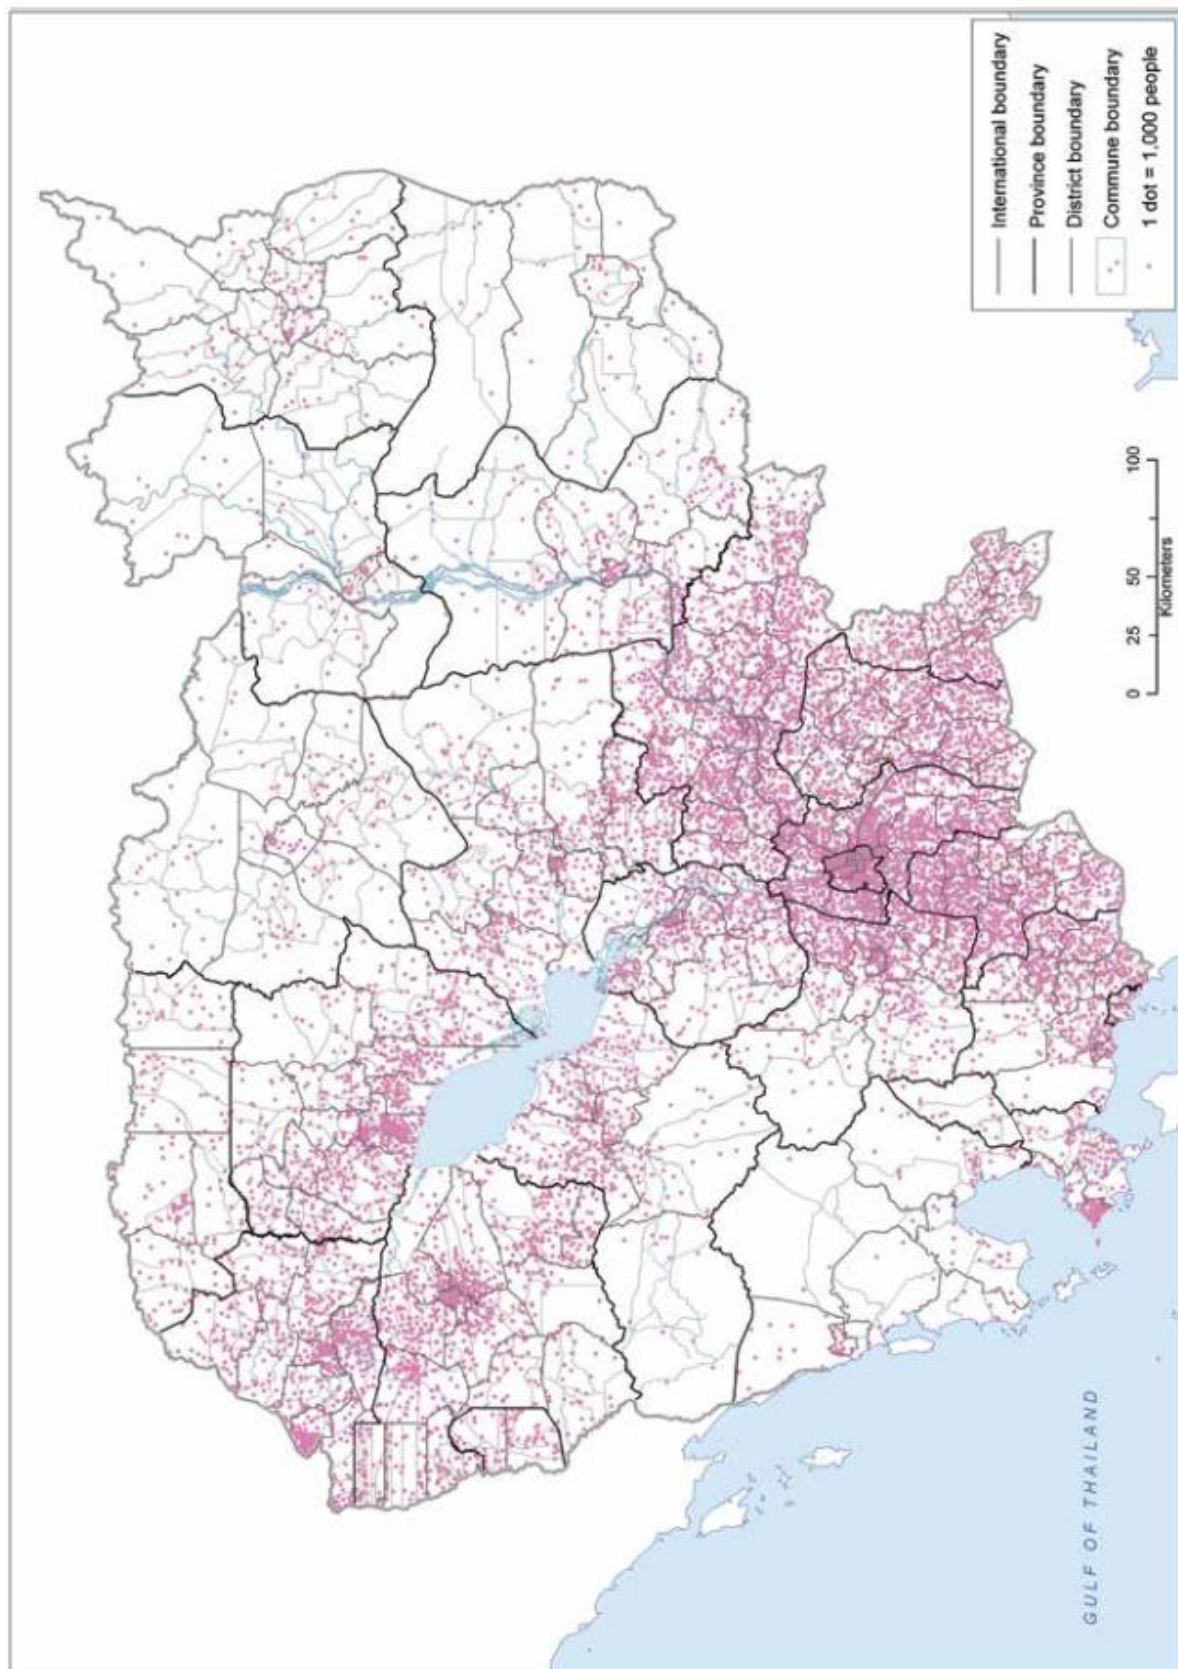 International boundary
Province boundary
District boundary
Commune boundary
1 dot = 1,000 people
0 25 50 100
Kilometers
GULF OF THAILAND